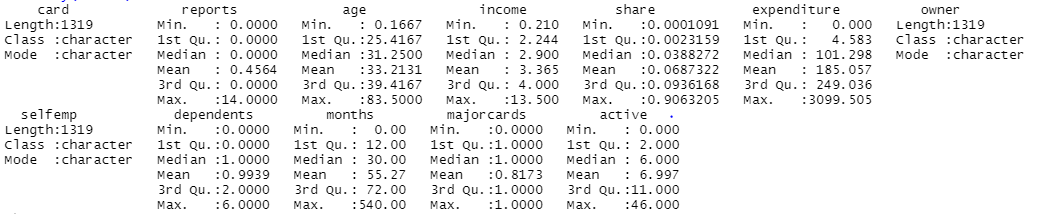 card reports age income share expenditure owner
Length:1319 Min. : 0.0000 Min. : 0.1667 Min. : 0.210 Min. :0.0001091 Min. : 0.000 Length:1319
Class :character 1st Qu.: 0.0000 1st Qu.:25.4167 1st Qu.: 2.244 1st Qu.:0.0023159 1st Qu.: 4.583 Class :character
Mode :character Median : 0.0000 Median :31.2500 Median : 2.900 Median :0.0388272 Median : 101.298 Mode :character
Mean : 0.4564 Mean :33.2131 Mean : 3.365 Mean :0.0687322 Mean : 185.057
3rd Qu.: 0.0000 3rd Qu.:39.4167 3rd Qu.: 4.000 3rd Qu.:0.0936168 3rd Qu.: 249.036
Max. :14.0000 Max. :83.5000 Max. :13.500 Max. :0.9063205 Max. :3099.505
selfemp dependents months majorcards active
Length:1319 Min. :0.0000 Min. : 0.00 Min. :0.0000 Min. : 0.000
Class :character 1st Qu.:0.0000 1st Qu.: 12.00 1st Qu.:1.0000 1st Qu.: 2.000
Mode :character Median :1.0000 Median : 30.00 Median :1.0000 Median : 6.000
Mean :0.9939 Mean : 55.27 Mean :0.8173 Mean : 6.997
3rd Qu.:2.0000 3rd Qu.: 72.00 3rd Qu.:1.0000 3rd Qu.:11.000
Max. :6.0000 Max. :540.00 Max. :1.0000 Max. :46.000